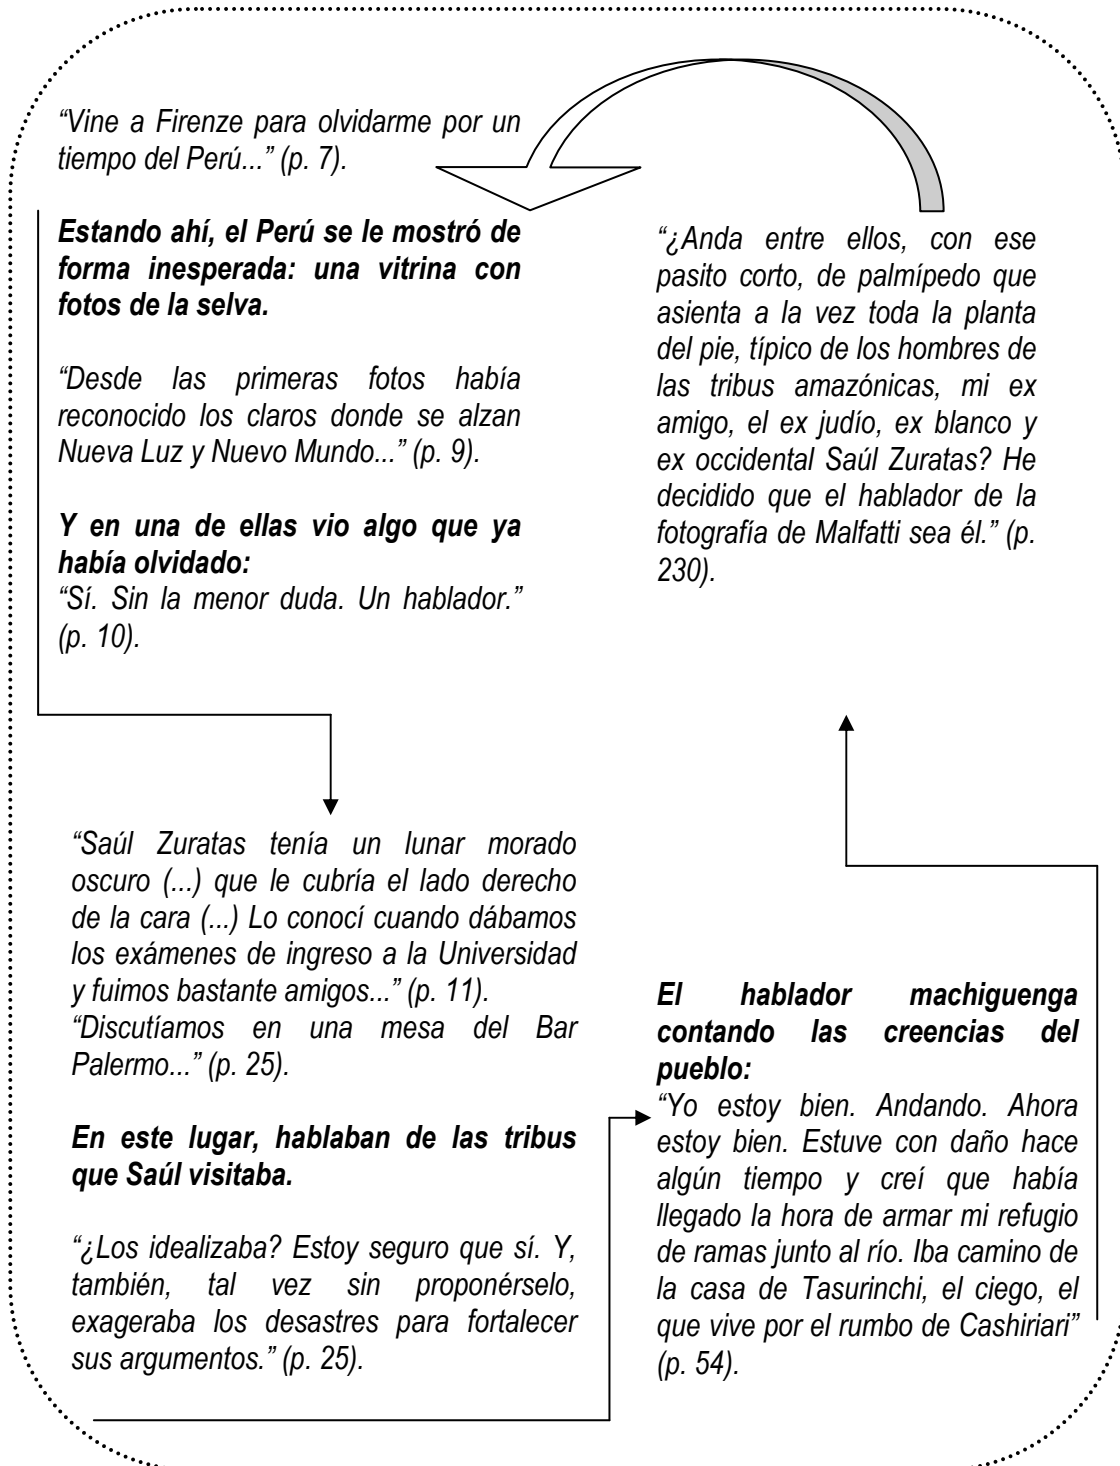 “Vine a Firenze para olvidarme por un
tiempo del Perú...” (p. 7).
Estando ahí, el Perú se le mostró de
forma inesperada: una vitrina con
fotos de la selva.
“Desde las primeras fotos había
reconocido los claros donde se alzan
Nueva Luz y Nuevo Mundo...” (p. 9).
Y en una de ellas vio algo que ya
había olvidado:
“Sí. Sin la menor duda. Un hablador.”
(p. 10).
“Saúl Zuratas tenía un lunar morado
oscuro (...) que le cubría el lado derecho
de la cara (...) Lo conocí cuando dábamos
los exámenes de ingreso a la Universidad
y fuimos bastante amigos...” (p. 11).
“Discutíamos en una mesa del Bar
Palermo...” (p. 25).
En este lugar, hablaban de las tribus
que Saúl visitaba.
“¿Los idealizaba? Estoy seguro que sí. Y,
también, tal vez sin proponérselo,
exageraba los desastres para fortalecer
sus argumentos.” (p. 25).
El hablador machiguenga
contando las creencias del
pueblo:
“Yo estoy bien. Andando. Ahora
estoy bien. Estuve con daño hace
algún tiempo y creí que había
llegado la hora de armar mi refugio
de ramas junto al río. Iba camino de
la casa de Tasurinchi, el ciego, el
que vive por el rumbo de Cashiriari”
(p. 54).
“¿Anda entre ellos, con ese
pasito corto, de palmípedo que
asienta a la vez toda la planta
del pie, típico de los hombres de
las tribus amazónicas, mi ex
amigo, el ex judío, ex blanco y
ex occidental Saúl Zuratas? He
decidido que el hablador de la
fotografía de Malfatti sea él.” (p.
230).